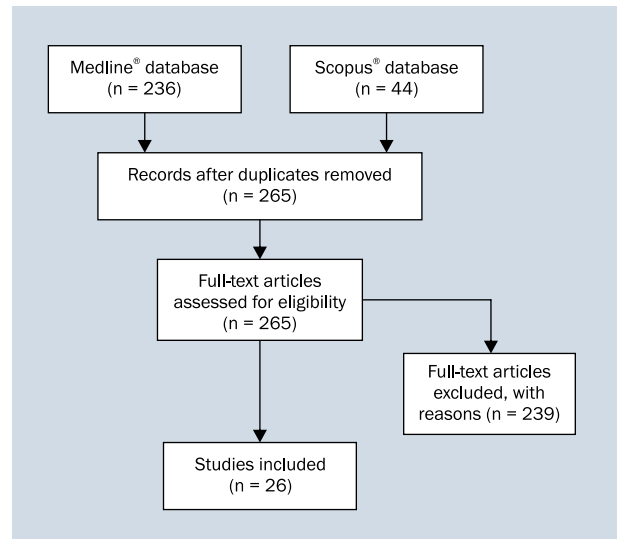 Medline® database
(n = 236)
Scopus® database
(n = 44)
Records after duplicates removed
(n = 265)
Full-text articles
assessed for eligibility
(n = 265)
Full-text articles
excluded, with
reasons (n = 239)
Studies included
(n = 26)